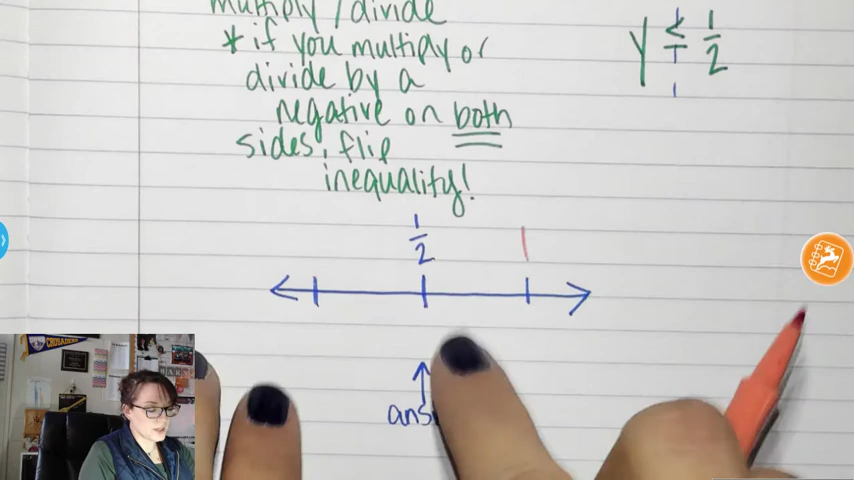 multiply/divide
*if you multiply or
divide by a
negative on both
sides, flip
inequality!
y ≤ 1/2
1/2
1
ans
CRUSADERS